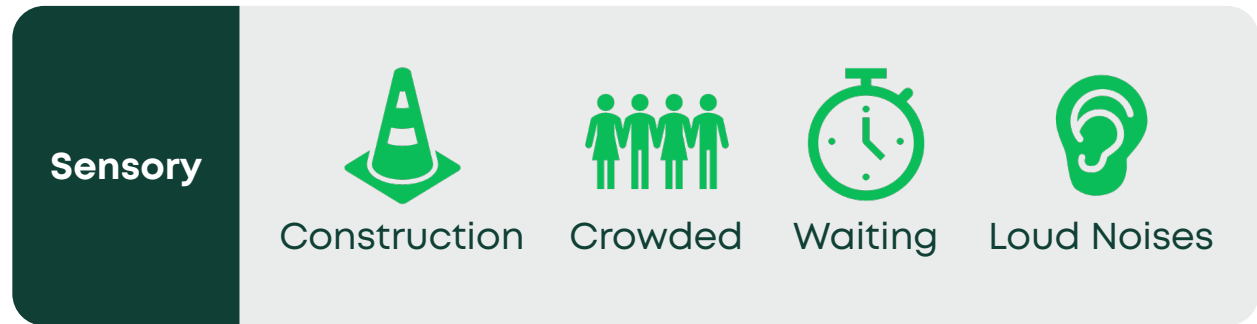 Sensory
Construction
Crowded
Waiting
Loud Noises